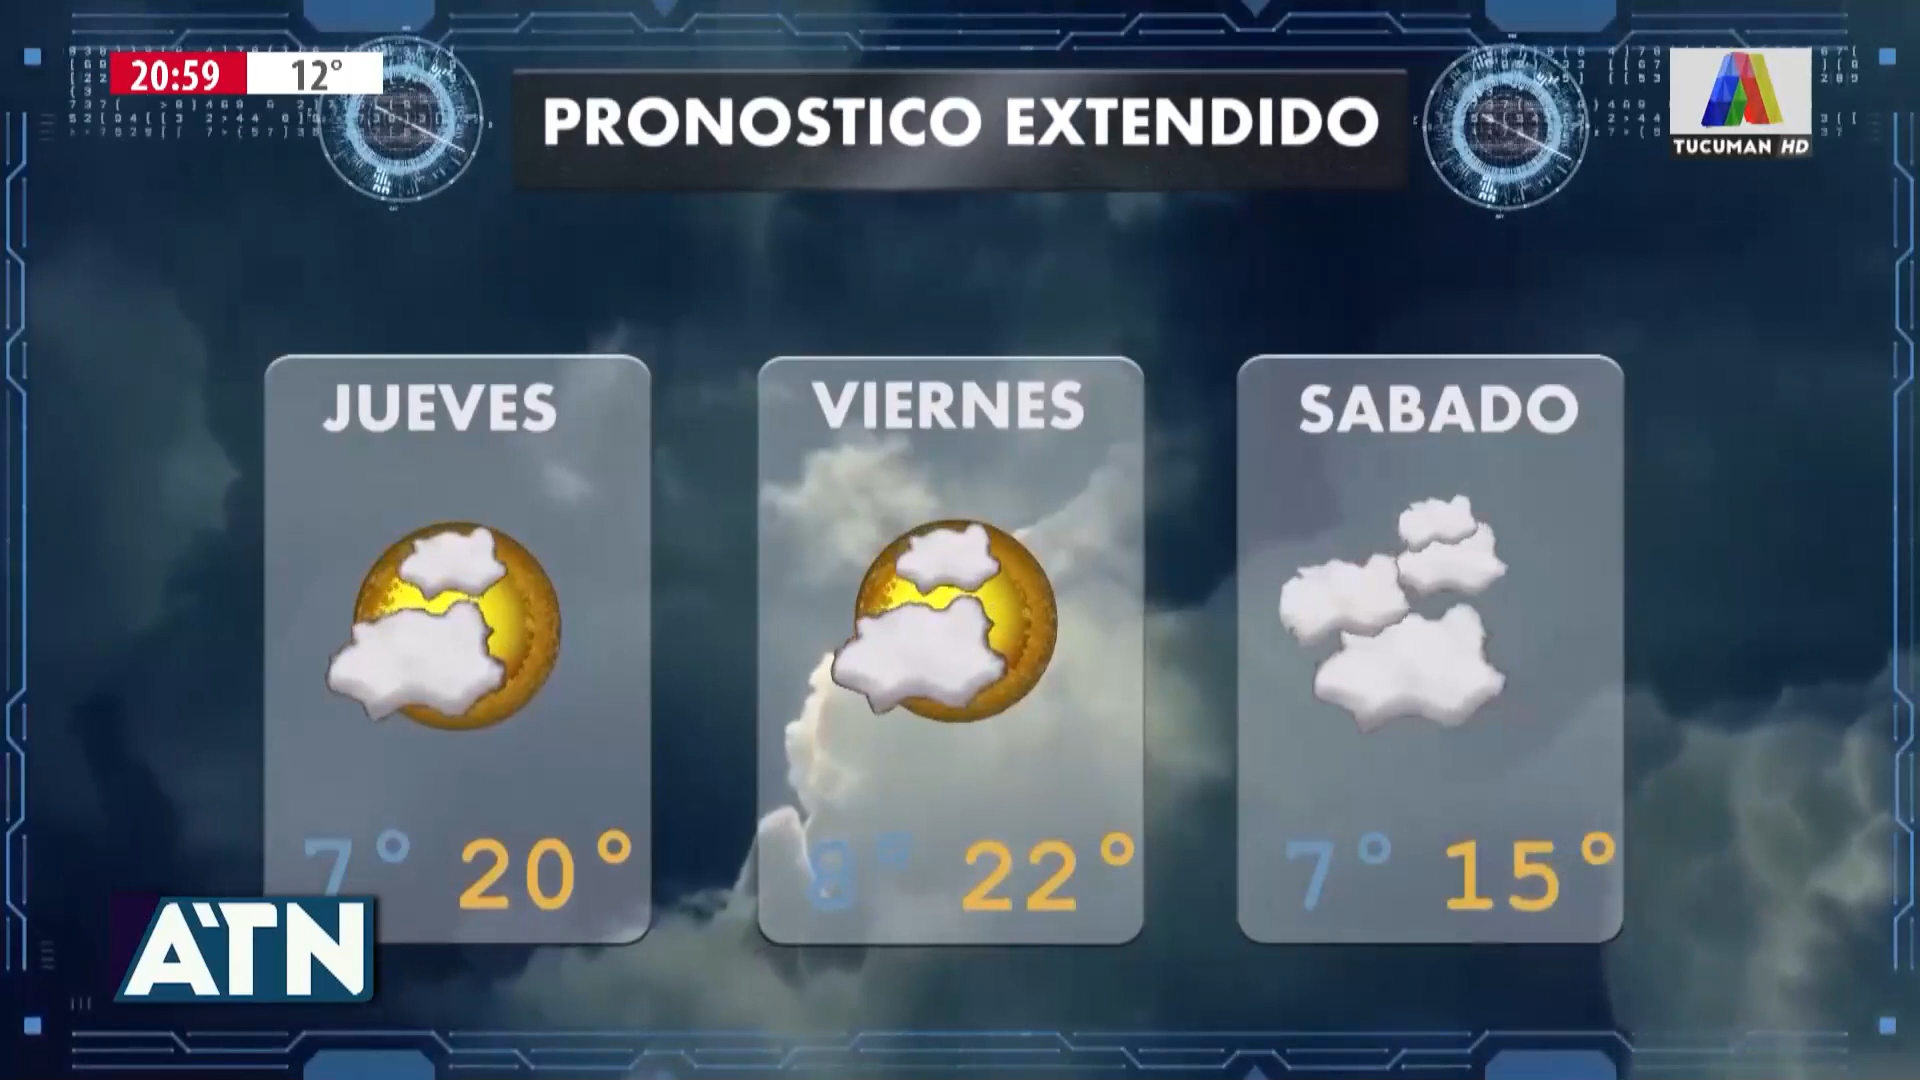 20:59 12°
PRONOSTICO EXTENDIDO
TUCUMAN HD
JUEVES
7° 20°
VIERNES
8° 22°
SABADO
7° 15°
ATN